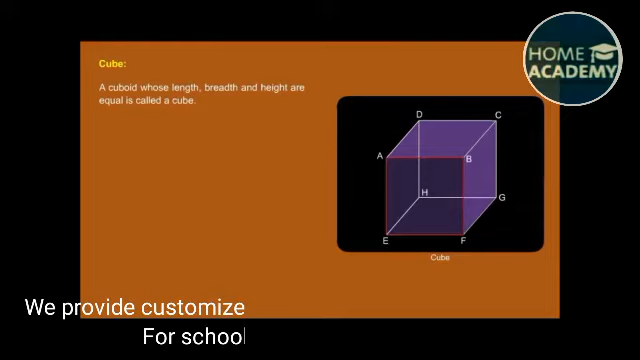 HOME
ACADEMY
Cube:
A cuboid whose length, breadth and height are
equal is called a cube.
D
C
A
B
H
G
E
F
Cube
We provide customize
For school